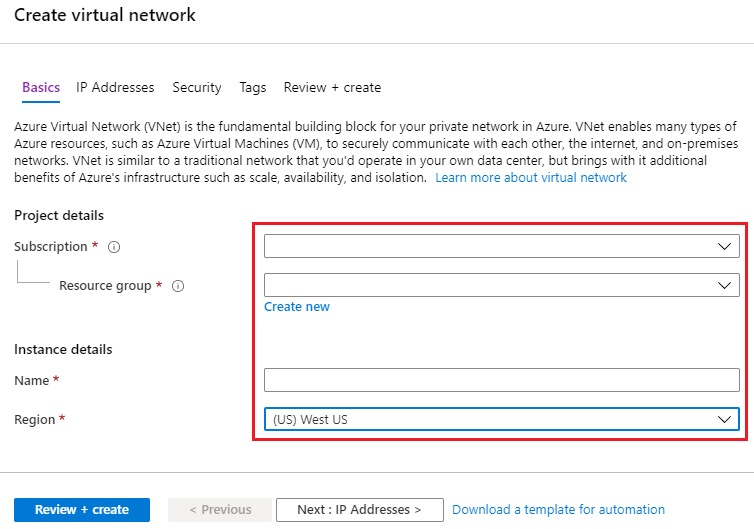 Create virtual network
Basics IP Addresses Security Tags Review + create
Azure Virtual Network (VNet) is the fundamental building block for your private network in Azure. VNet enables many types of
Azure resources, such as Azure Virtual Machines (VM), to securely communicate with each other, the internet, and on-premises
networks. VNet is similar to a traditional network that you'd operate in your own data center, but brings with it additional
benefits of Azure's infrastructure such as scale, availability, and isolation. Learn more about virtual network
Project details
Subscription *
Resource group *
Create new
Instance details
Name *
Region * (US) West US
Review + create < Previous Next : IP Addresses > Download a template for automation